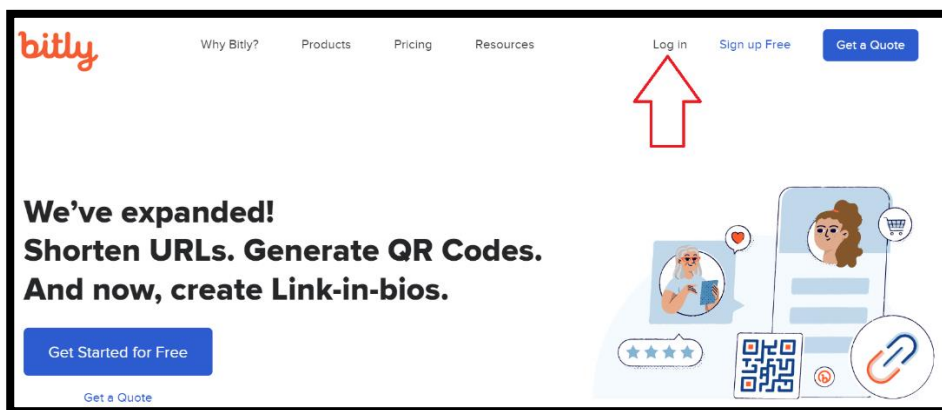 bitly
Why Bitly? Products Pricing Resources Log in Sign up Free Get a Quote
We've expanded!
Shorten URLs. Generate QR Codes.
And now, create Link-in-bios.
Get Started for Free
Get a Quote